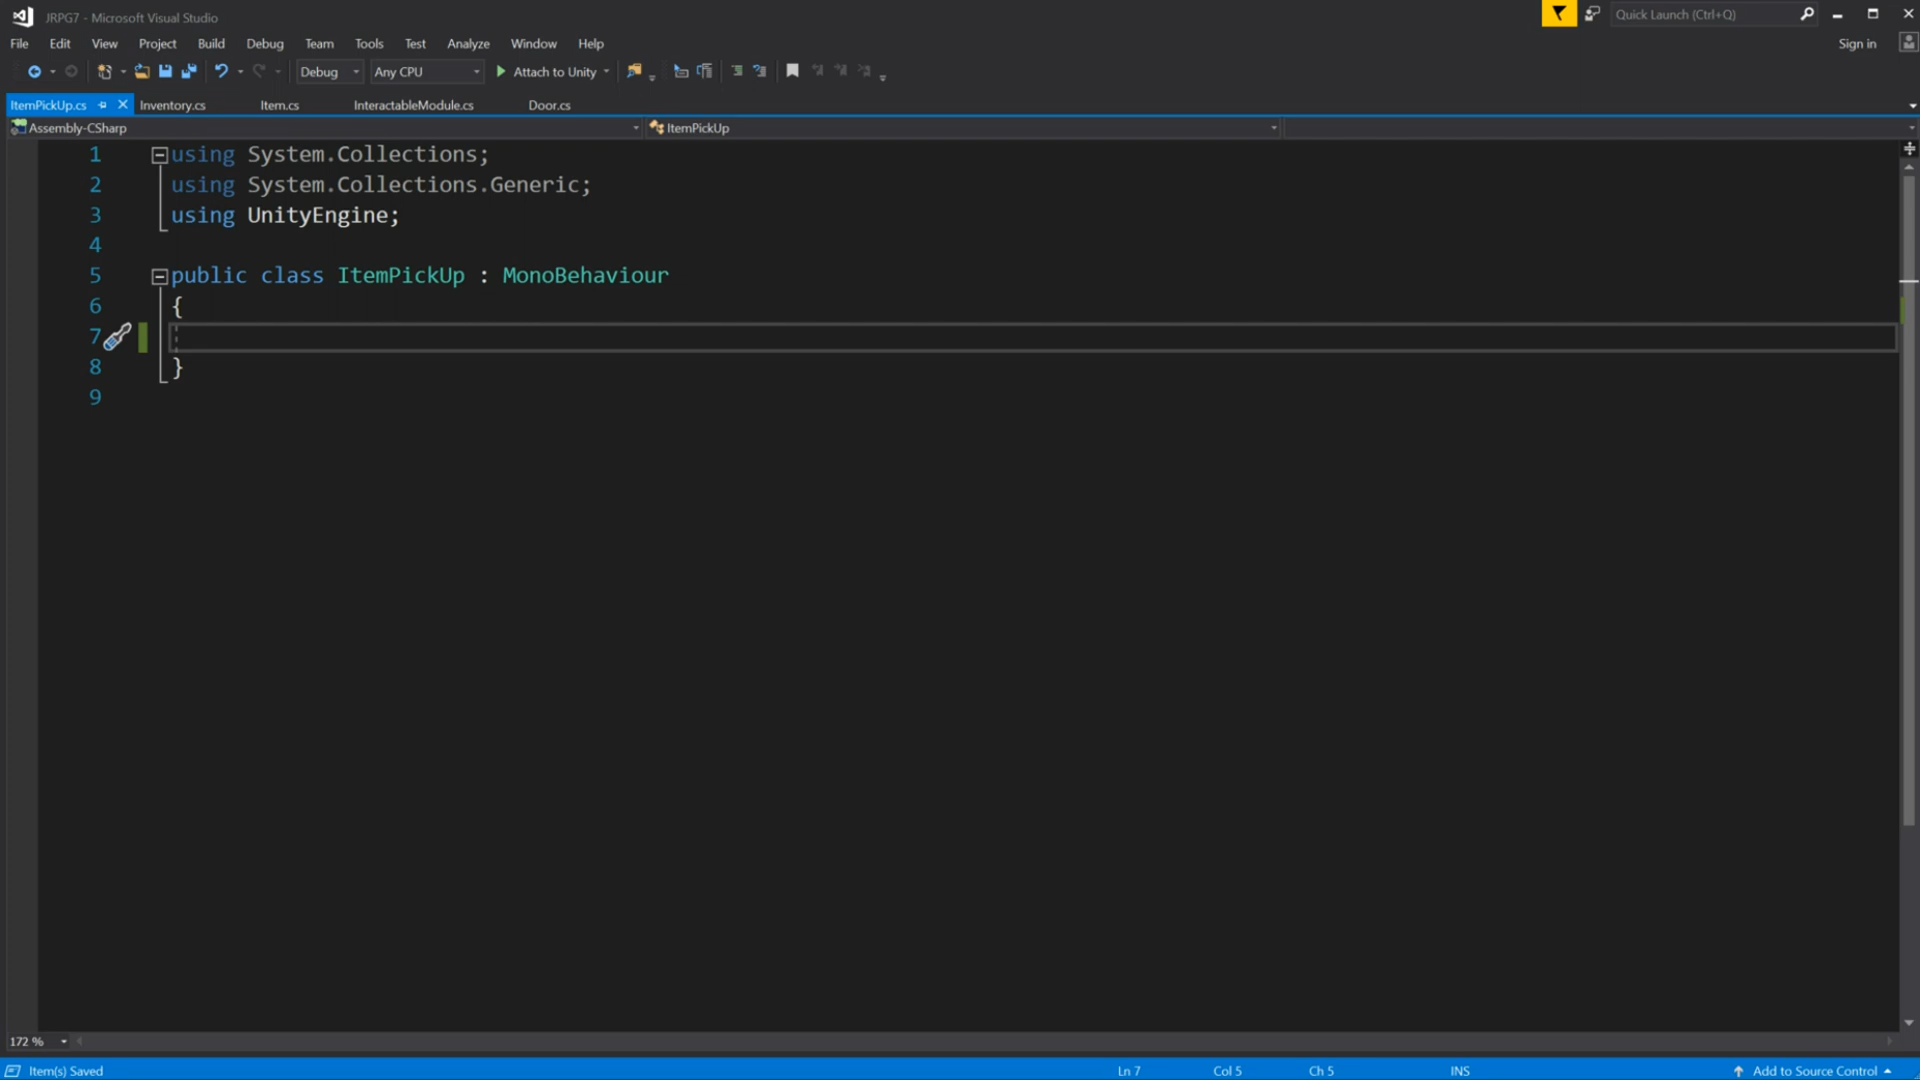 JRPG7 - Microsoft Visual Studio
Quick Launch (Ctrl+Q)
File Edit View Project Build Debug Team Tools Test Analyze Window Help
Sign in
Debug Any CPU Attach to Unity
ItemPickUp.cs Inventory.cs Item.cs InteractableModule.cs Door.cs
Assembly-CSharp ItemPickUp
1 using System.Collections;
2 using System.Collections.Generic;
3 using UnityEngine;
4
5 public class ItemPickUp : MonoBehaviour
6 {
7
8 }
9
172 %
Item(s) Saved Ln 7 Col 5 Ch 5 INS Add to Source Control